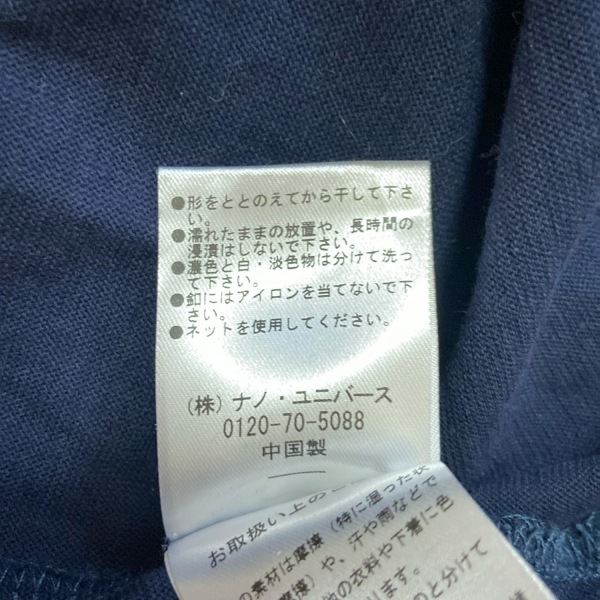 ●形をととのえてから干して下さ
い。
●濡れたままの放置や、長時間の
浸漬はしないで下さい。
●濃色と白・淡色物は分けて洗っ
て下さい。
●釦にはアイロンを当てないで下
さい。
●ネットを使用してください。
(株) ナノ・ユニバース
0120-70-5088
中国製
お取扱い上の
の素材は摩擦（特に湿った状
摩擦）や、汗や雨などで
他の衣料や下着に色
ります。
のと分けて